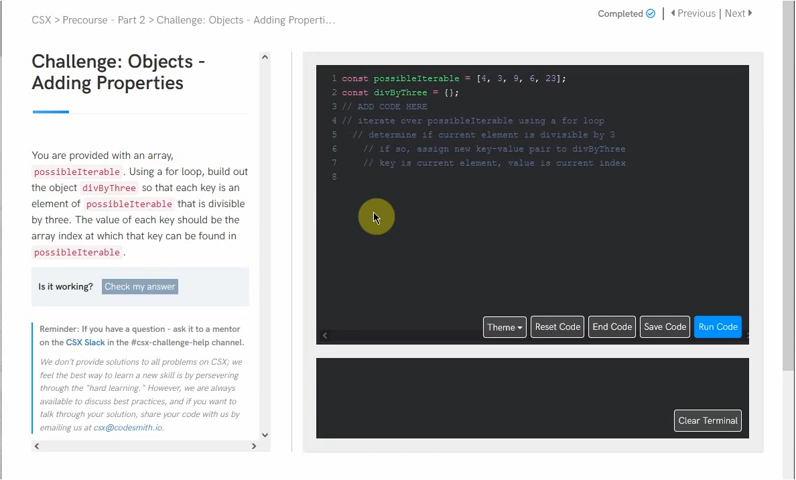 CSX > Precourse - Part 2 > Challenge: Objects - Adding Properti...
Completed | Previous | Next
Challenge: Objects -
Adding Properties
You are provided with an array,
possibleIterable. Using a for loop, build out
the object divByThree so that each key is an
element of possibleIterable that is divisible
by three. The value of each key should be the
array index at which that key can be found in
possibleIterable.
Is it working? Check my answer
Reminder: If you have a question - ask it to a mentor
on the CSX Slack in the #csx-challenge-help channel.
We don't provide solutions to all problems on CSX; we
feel the best way to learn a new skill is by persevering
through the "hard learning." However, we are always
available to discuss best practices, and if you want to
talk through your solution, share your code with us by
emailing us at csx@codesmith.io.
1 const possibleIterable = [4, 3, 9, 6, 23];
2 const divByThree = {};
3 // ADD CODE HERE
4 // iterate over possibleIterable using a for loop
5 // determine if current element is divisible by 3
6 // if so, assign new key-value pair to divByThree
7 // key is current element, value is current index
8
Theme Reset Code End Code Save Code Run Code
Clear Terminal